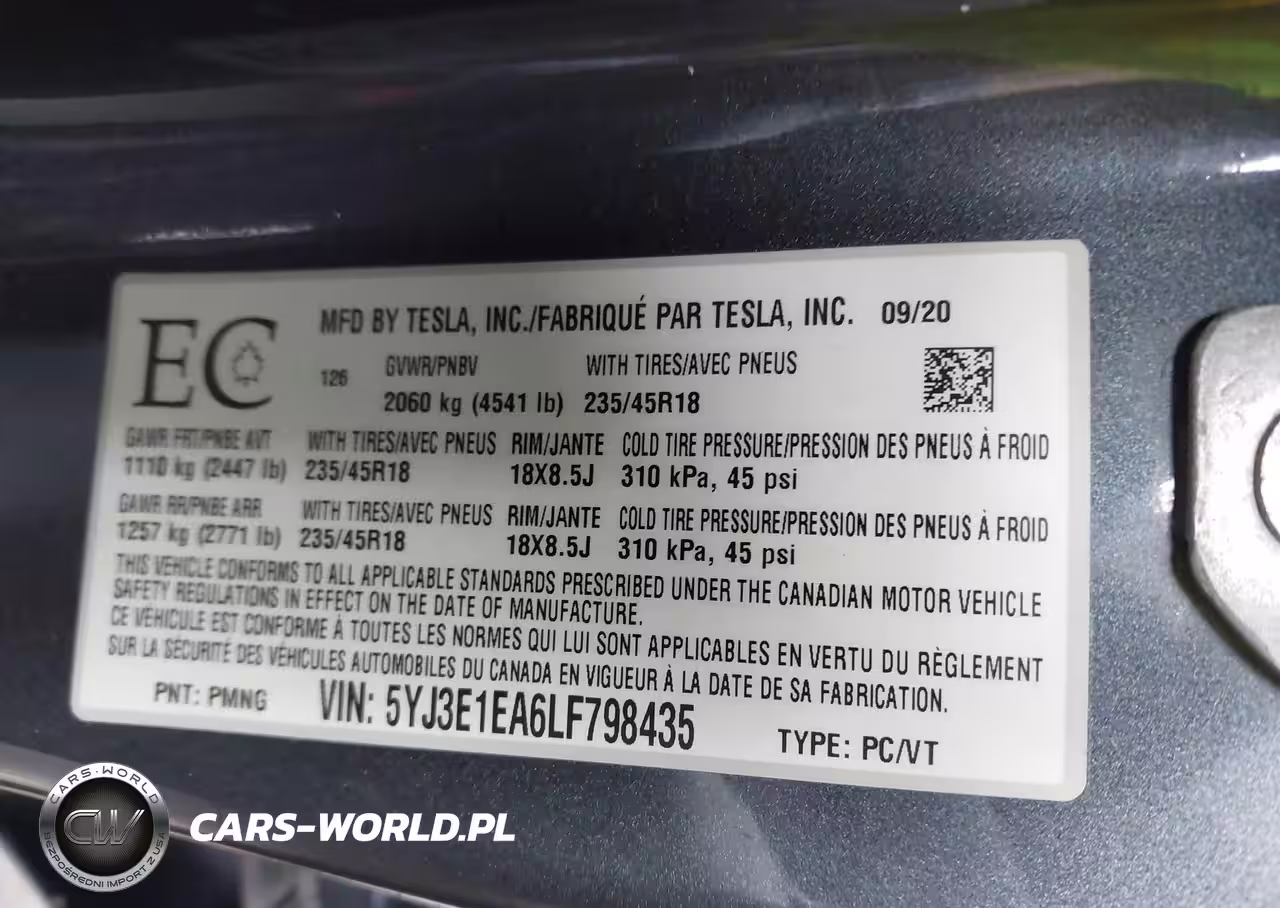 EC
MFD BY TESLA, INC./FABRIQUÉ PAR TESLA, INC. 09/20
126 GVWR/PNBV WITH TIRES/AVEC PNEUS
2060 kg (4541 lb) 235/45R18
GAWR FRT/PNBE AVT WITH TIRES/AVEC PNEUS RIM/JANTE COLD TIRE PRESSURE/PRESSION DES PNEUS À FROID
1110 kg (2447 lb) 235/45R18 18X8.5J 310 kPa, 45 psi
GAWR RR/PNBE ARR WITH TIRES/AVEC PNEUS RIM/JANTE COLD TIRE PRESSURE/PRESSION DES PNEUS À FROID
1257 kg (2771 lb) 235/45R18 18X8.5J 310 kPa, 45 psi
THIS VEHICLE CONFORMS TO ALL APPLICABLE STANDARDS PRESCRIBED UNDER THE CANADIAN MOTOR VEHICLE
SAFETY REGULATIONS IN EFFECT ON THE DATE OF MANUFACTURE.
CE VÉHICULE EST CONFORME À TOUTES LES NORMES QUI LUI SONT APPLICABLES EN VERTU DU RÈGLEMENT
SUR LA SÉCURITÉ DES VÉHICULES AUTOMOBILES DU CANADA EN VIGUEUR À LA DATE DE SA FABRICATION.
PNT: PMNG VIN: 5YJ3E1EA6LF798435 TYPE: PC/VT
CARS-WORLD
CW
BEZPOŚREDNI IMPORT Z USA
CARS-WORLD.PL